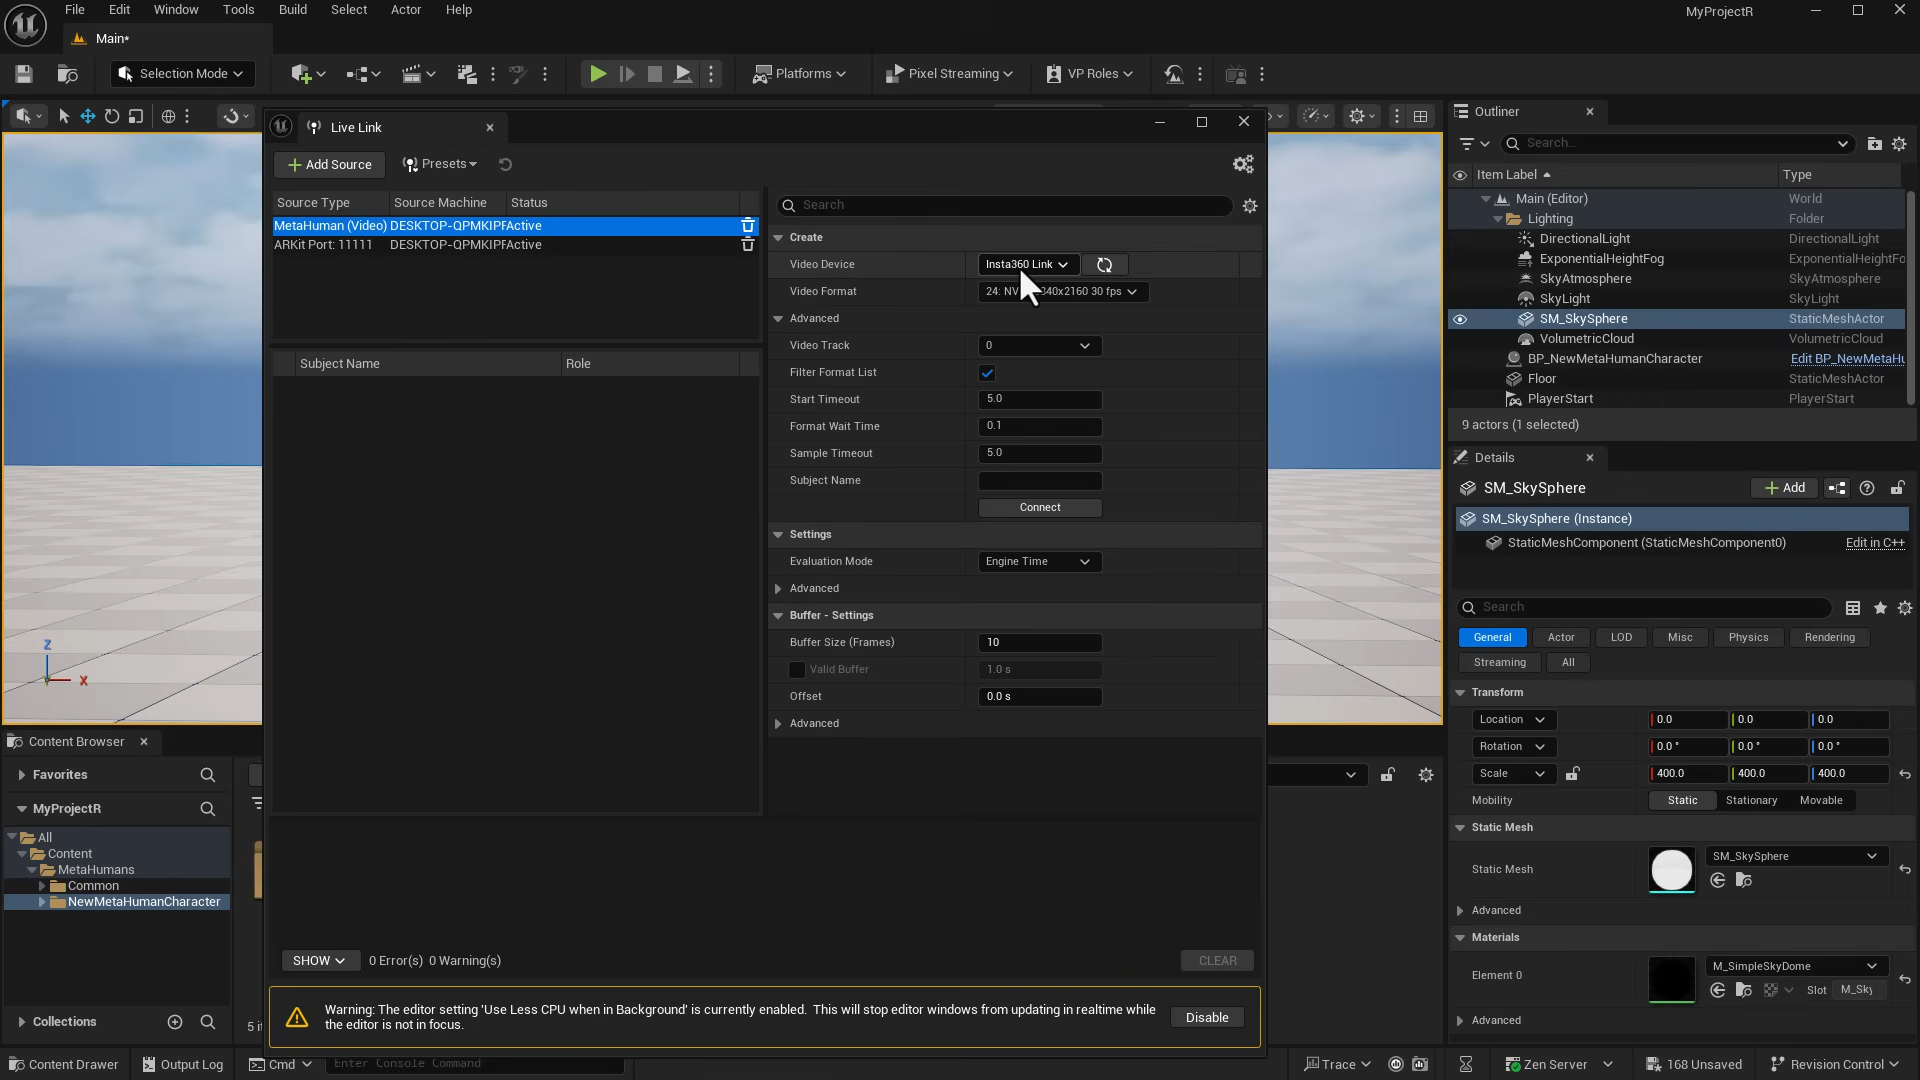 File Edit Window Tools Build Select Actor Help
MyProjectR
Main*
Selection Mode
Platforms
Pixel Streaming
VP Roles
Live Link
Add Source
Presets
Source Type Source Machine Status
MetaHuman (Video) DESKTOP-QPMKIPF Active
ARKit Port: 11111 DESKTOP-QPMKIPF Active
Subject Name Role
Search
Create
Video Device Insta360 Link
Video Format 24: NV 840x2160 30 fps
Advanced
Video Track 0
Filter Format List
Start Timeout 5.0
Format Wait Time 0.1
Sample Timeout 5.0
Subject Name
Connect
Settings
Evaluation Mode Engine Time
Advanced
Buffer - Settings
Buffer Size (Frames) 10
Valid Buffer 1.0 s
Offset 0.0 s
Advanced
SHOW 0 Error(s) 0 Warning(s) CLEAR
Warning: The editor setting 'Use Less CPU when in Background' is currently enabled. This will stop editor windows from updating in realtime while
the editor is not in focus.
Disable
Z
X
Outliner
Search...
Item Label Type
Main (Editor) World
Lighting Folder
DirectionalLight DirectionalLight
ExponentialHeightFog ExponentialHeightFo
SkyAtmosphere SkyAtmosphere
SkyLight SkyLight
SM_SkySphere StaticMeshActor
VolumetricCloud VolumetricCloud
BP_NewMetaHumanCharacter Edit BP_NewMetaHu
Floor StaticMeshActor
PlayerStart PlayerStart
9 actors (1 selected)
Details
SM_SkySphere
Add
SM_SkySphere (Instance)
StaticMeshComponent (StaticMeshComponent0) Edit in C++
Search
General Actor LOD Misc Physics Rendering
Streaming All
Transform
Location 0.0 0.0 0.0
Rotation 0.0 ° 0.0 ° 0.0 °
Scale 400.0 400.0 400.0
Mobility Static Stationary Movable
Static Mesh
Static Mesh SM_SkySphere
Advanced
Materials
Element 0 M_SimpleSkyDome
Slot M_Sky
Advanced
Content Browser
Favorites
MyProjectR
All
Content
MetaHumans
Common
NewMetaHumanCharacter
Collections
5 it
Content Drawer Output Log Cmd Enter Console Command
Trace Zen Server 168 Unsaved Revision Control